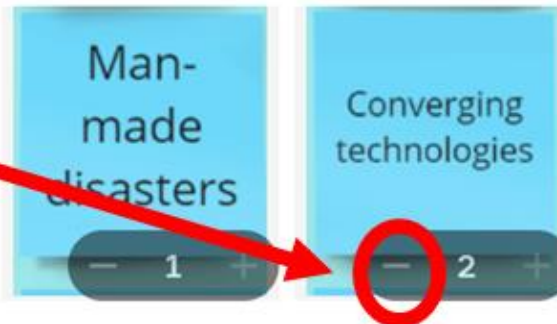 Man-
made
disasters
− 1 +
Converging
technologies
− 2 +